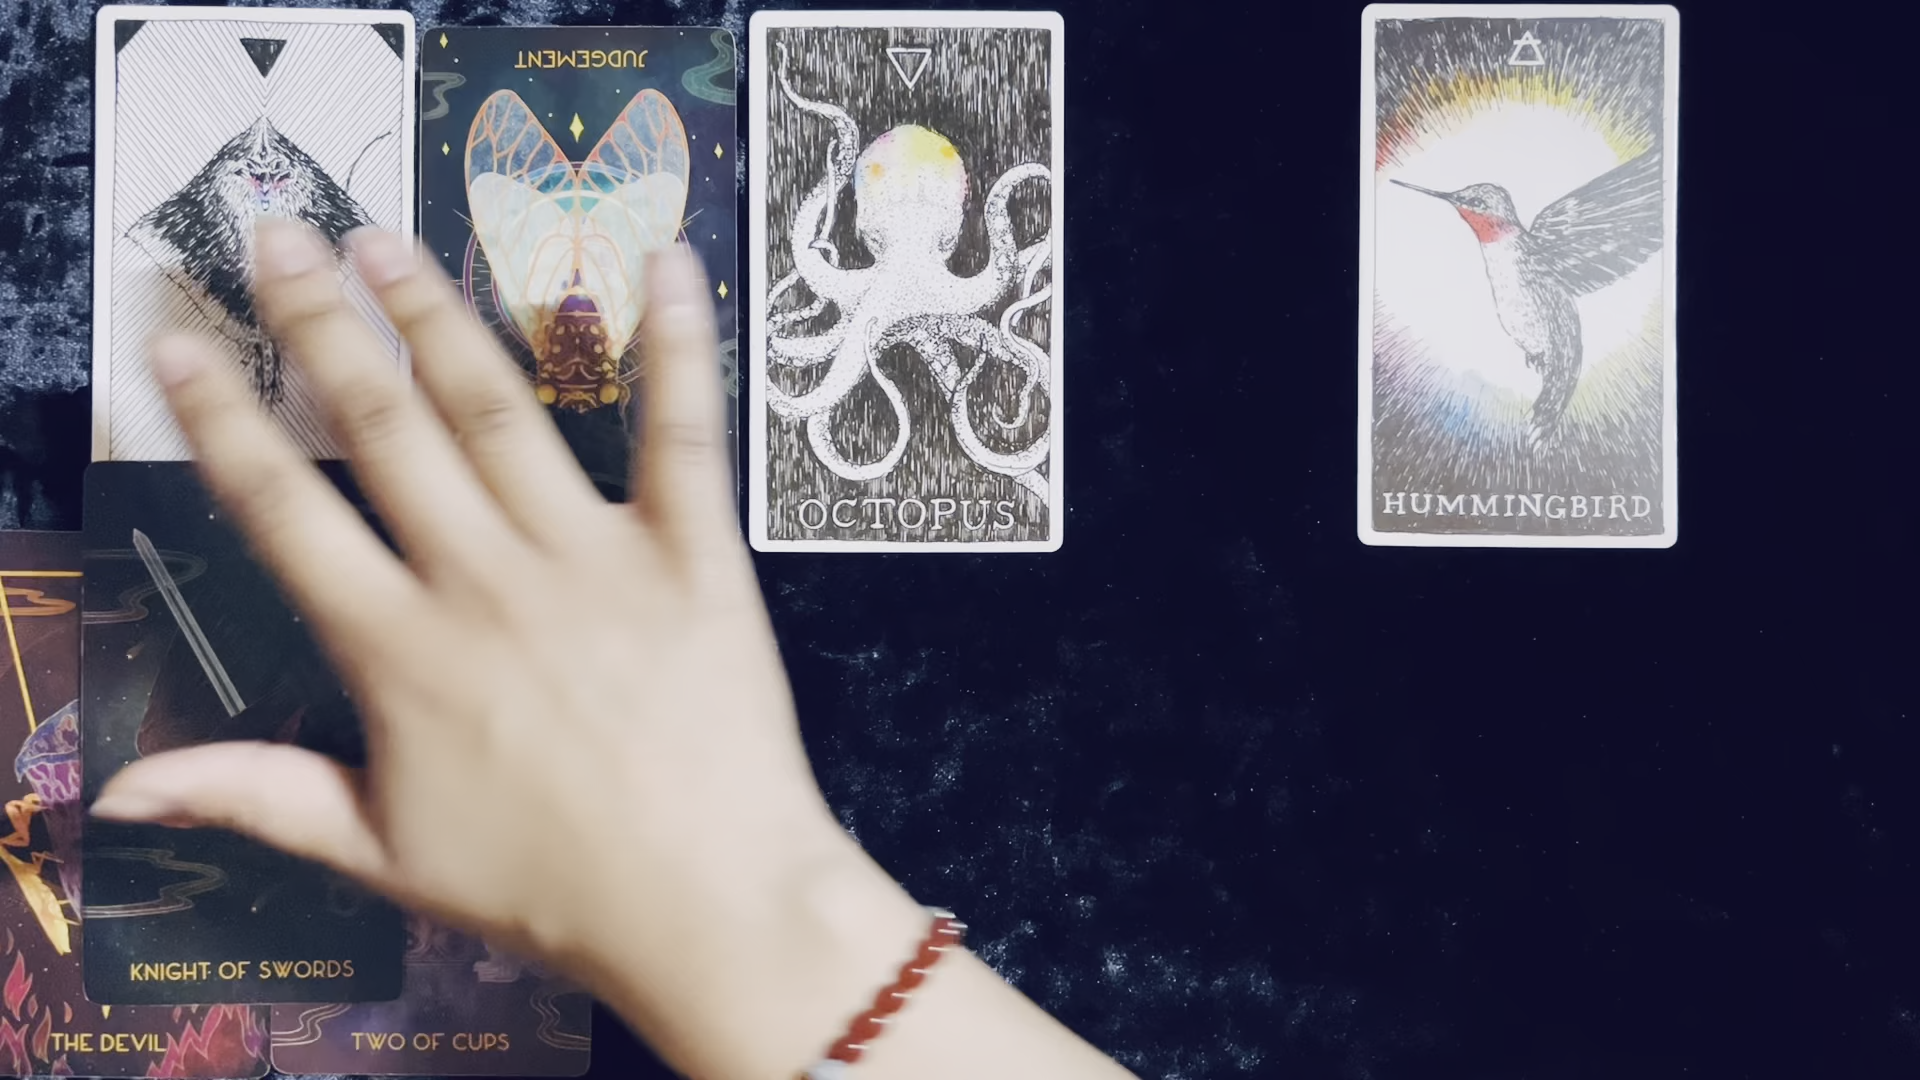 JUDGEMENT
OCTOPUS
HUMMINGBIRD
KNIGHT OF SWORDS
THE DEVIL
TWO OF CUPS